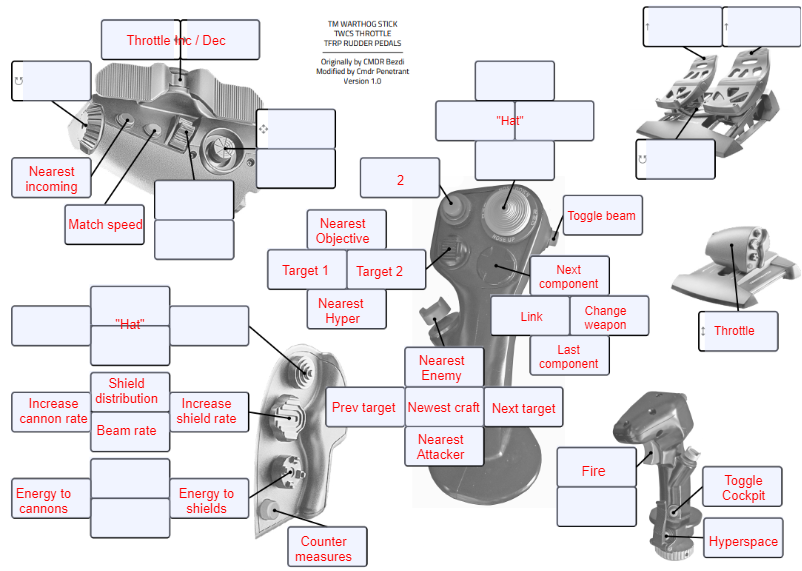 TM WARTHOG STICK
TWCS THROTTLE
TFRP RUDDER PEDALS
Originally by CMDR Bezdi
Modified by Cmdr Penetrant
Version 1.0
Throttle Inc / Dec
Nearest
incoming
Match speed
"Hat"
2
Toggle beam
Nearest
Objective
Target 1
Target 2
Nearest
Hyper
Next
component
Link
Change
weapon
Last
component
Throttle
"Hat"
Shield
distribution
Increase
cannon rate
Increase
shield rate
Beam rate
Energy to
cannons
Energy to
shields
Counter
measures
Nearest
Enemy
Prev target
Newest craft
Next target
Nearest
Attacker
Fire
Toggle
Cockpit
Hyperspace